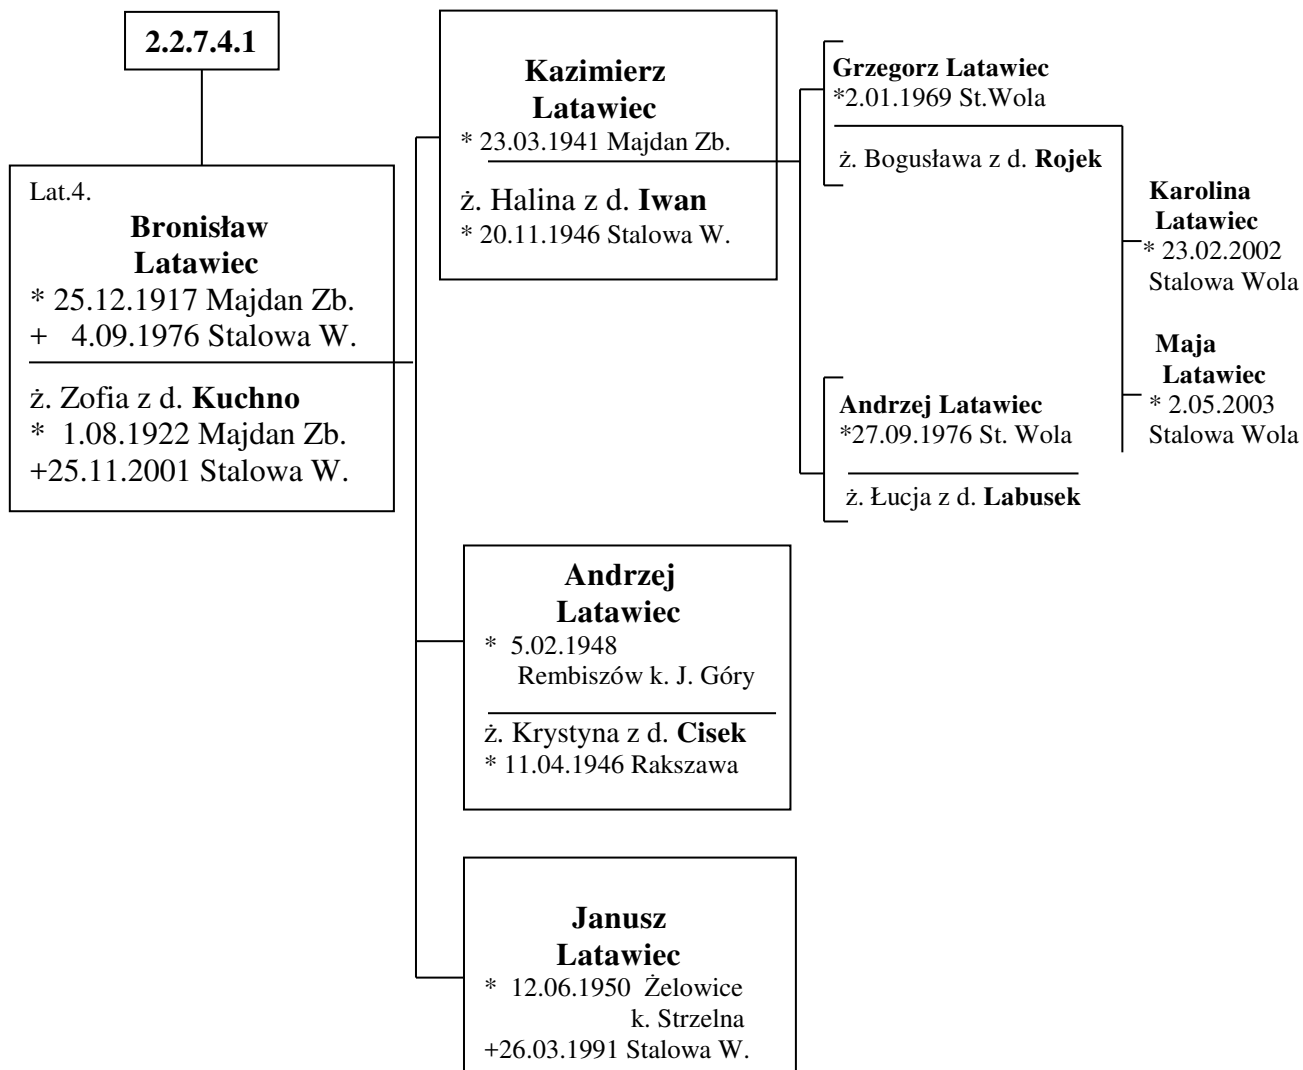 2.2.7.4.1
Lat.4.
Bronisław
Latawiec
* 25.12.1917 Majdan Zb.
+ 4.09.1976 Stalowa W.
ż. Zofia z d. Kuchno
* 1.08.1922 Majdan Zb.
+25.11.2001 Stalowa W.
Kazimierz
Latawiec
* 23.03.1941 Majdan Zb.
ż. Halina z d. Iwan
* 20.11.1946 Stalowa W.
Grzegorz Latawiec
*2.01.1969 St.Wola
ż. Bogusława z d. Rojek
Karolina
Latawiec
* 23.02.2002
Stalowa Wola
Maja
Latawiec
* 2.05.2003
Stalowa Wola
Andrzej Latawiec
*27.09.1976 St. Wola
ż. Łucja z d. Labusek
Andrzej
Latawiec
* 5.02.1948
Rembiszów k. J. Góry
ż. Krystyna z d. Cisek
* 11.04.1946 Rakszawa
Janusz
Latawiec
* 12.06.1950 Żelowice
k. Strzelna
+26.03.1991 Stalowa W.